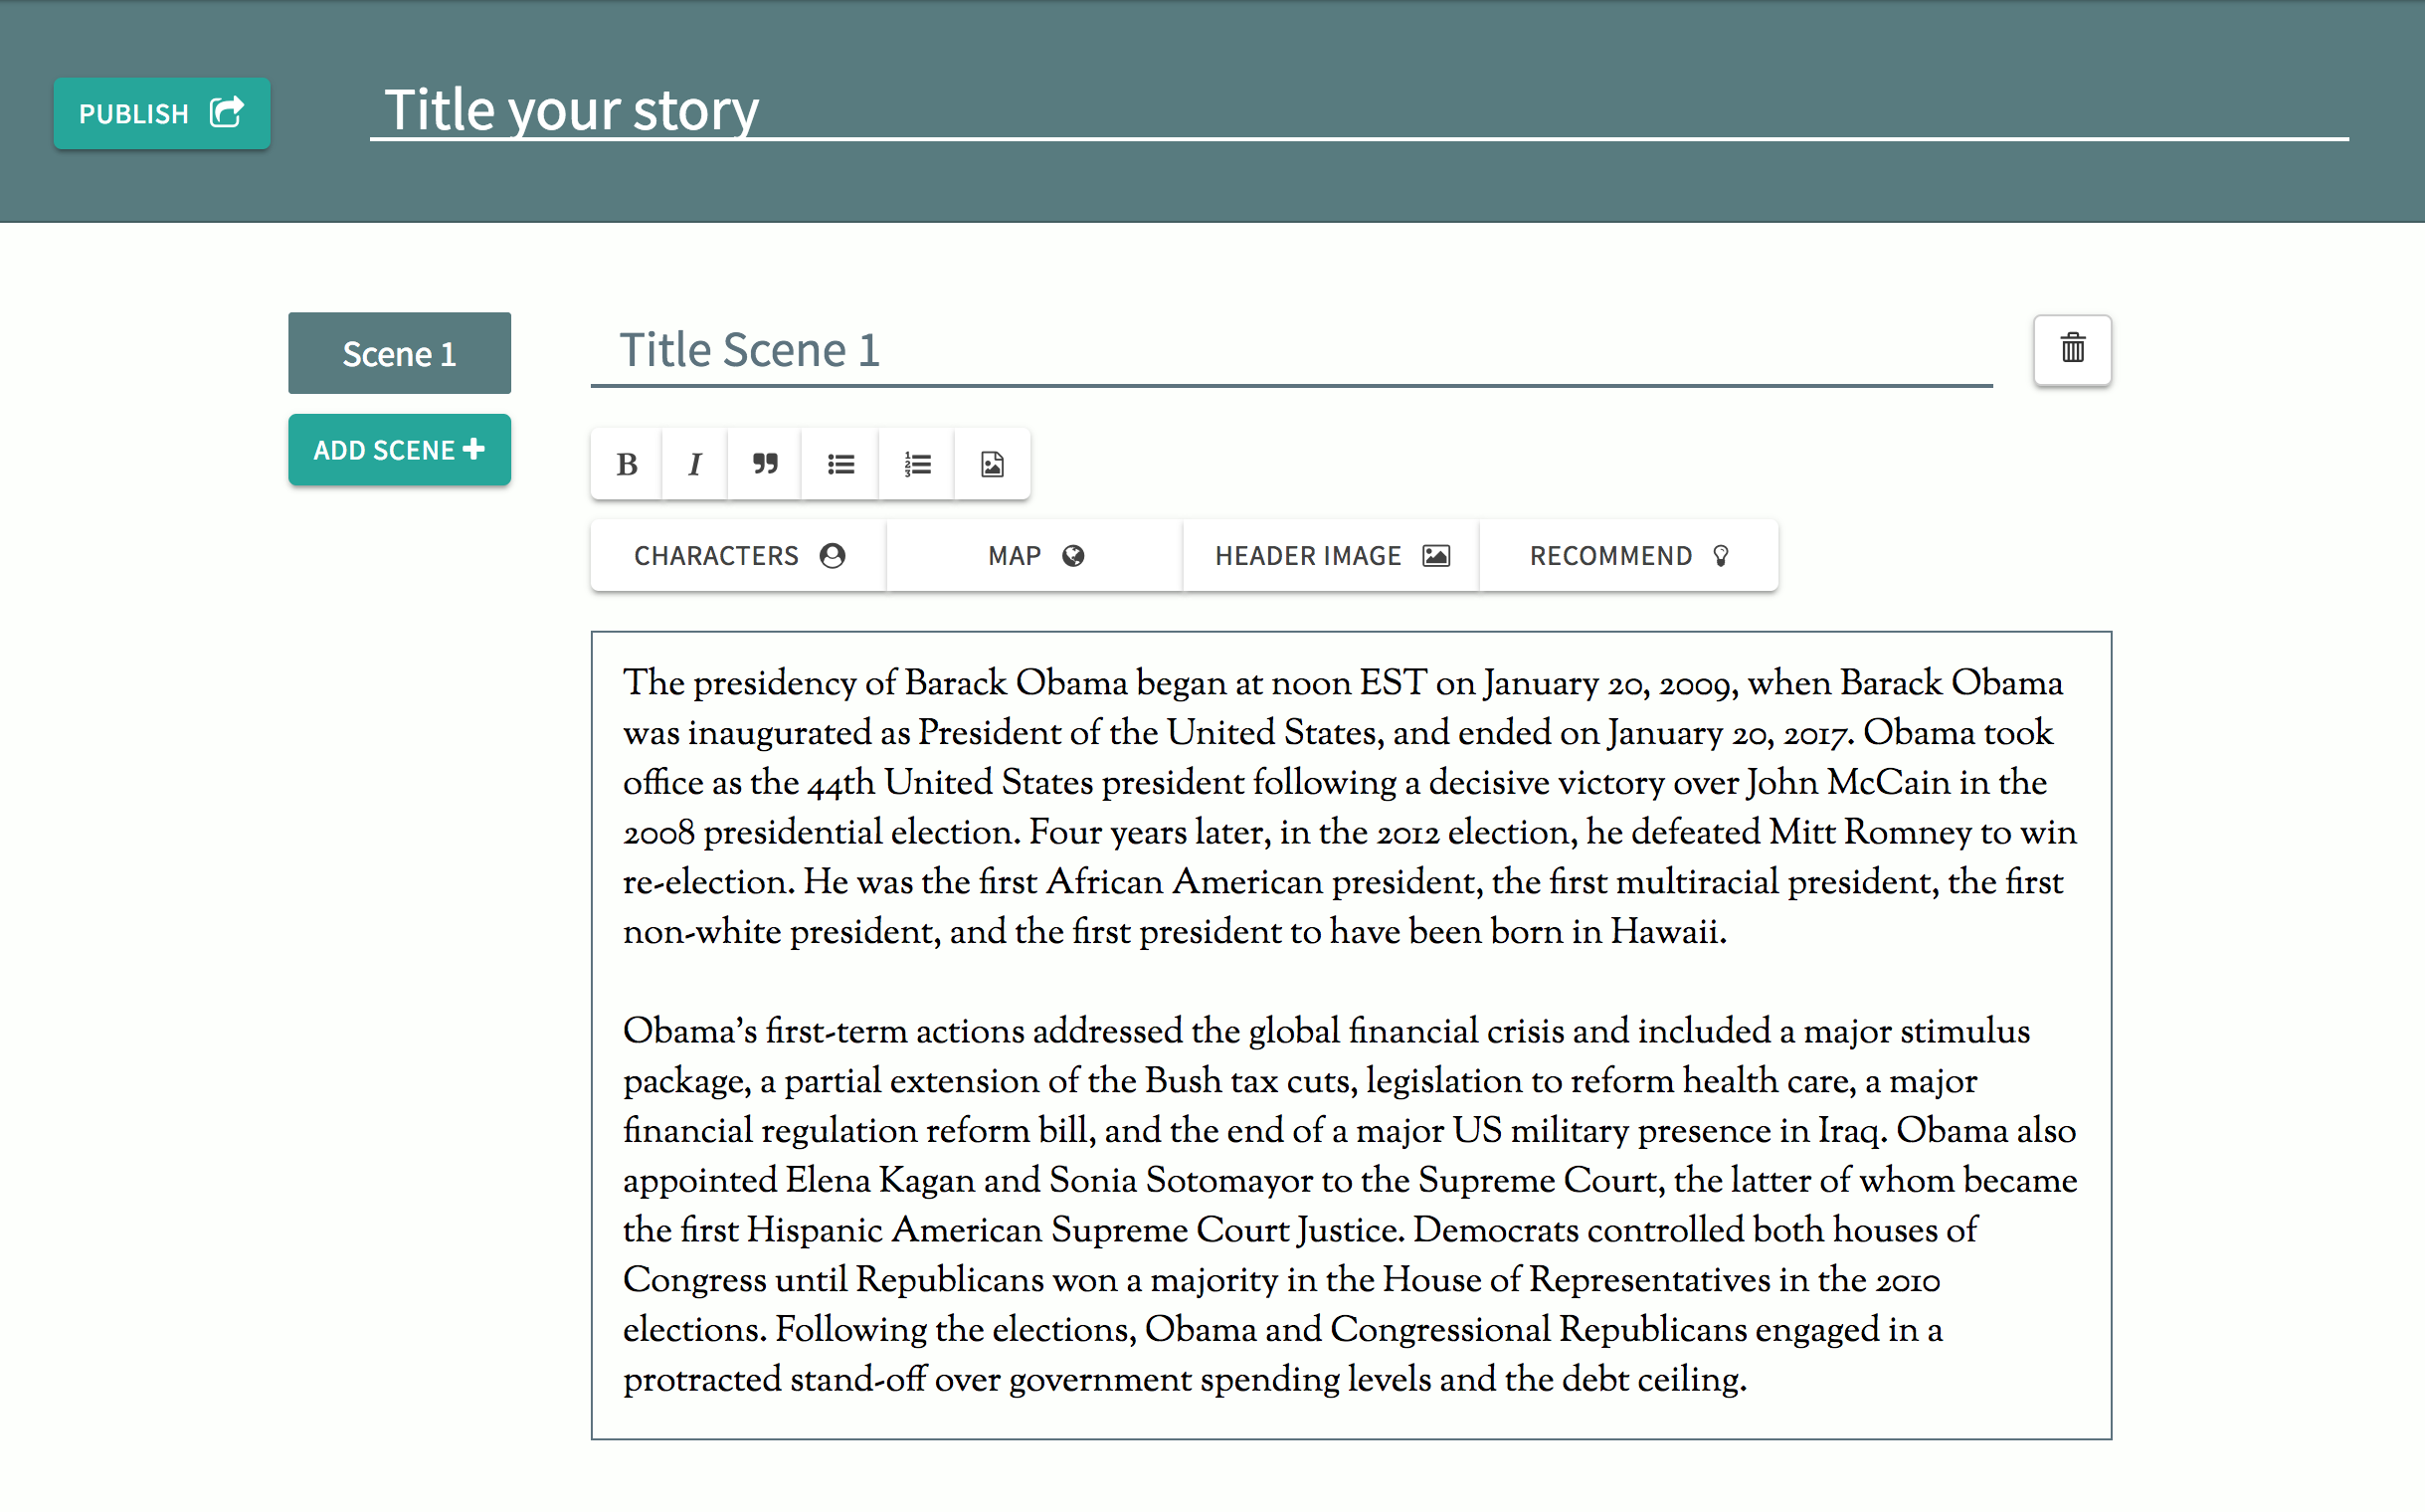 PUBLISH
Title your story
Scene 1
Title Scene 1
ADD SCENE
B I
CHARACTERS MAP HEADER IMAGE RECOMMEND
The presidency of Barack Obama began at noon EST on January 20, 2009, when Barack Obama
was inaugurated as President of the United States, and ended on January 20, 2017. Obama took
office as the 44th United States president following a decisive victory over John McCain in the
2008 presidential election. Four years later, in the 2012 election, he defeated Mitt Romney to win
re-election. He was the first African American president, the first multiracial president, the first
non-white president, and the first president to have been born in Hawaii.
Obama’s first-term actions addressed the global financial crisis and included a major stimulus
package, a partial extension of the Bush tax cuts, legislation to reform health care, a major
financial regulation reform bill, and the end of a major US military presence in Iraq. Obama also
appointed Elena Kagan and Sonia Sotomayor to the Supreme Court, the latter of whom became
the first Hispanic American Supreme Court Justice. Democrats controlled both houses of
Congress until Republicans won a majority in the House of Representatives in the 2010
elections. Following the elections, Obama and Congressional Republicans engaged in a
protracted stand-off over government spending levels and the debt ceiling.